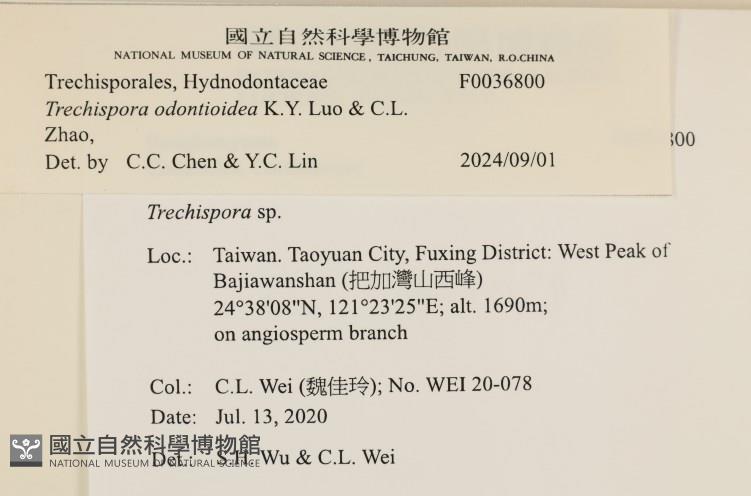 國立自然科學博物館
NATIONAL MUSEUM OF NATURAL SCIENCE, TAICHUNG, TAIWAN, R.O.CHINA
Trechisporales, Hydnodontaceae F0036800
Trechispora odontioidea K.Y. Luo & C.L.
Zhao,
800
Det. by C.C. Chen & Y.C. Lin 2024/09/01
Trechispora sp.
Loc.: Taiwan. Taoyuan City, Fuxing District: West Peak of
Bajiawanshan (把加灣山西峰)
24°38'08"N, 121°23'25"E; alt. 1690m;
on angiosperm branch
Col.: C.L. Wei (魏佳玲); No. WEI 20-078
Date: Jul. 13, 2020
Det.: S.H. Wu & C.L. Wei
國立自然科學博物館
NATIONAL MUSEUM OF NATURAL SCIENCE